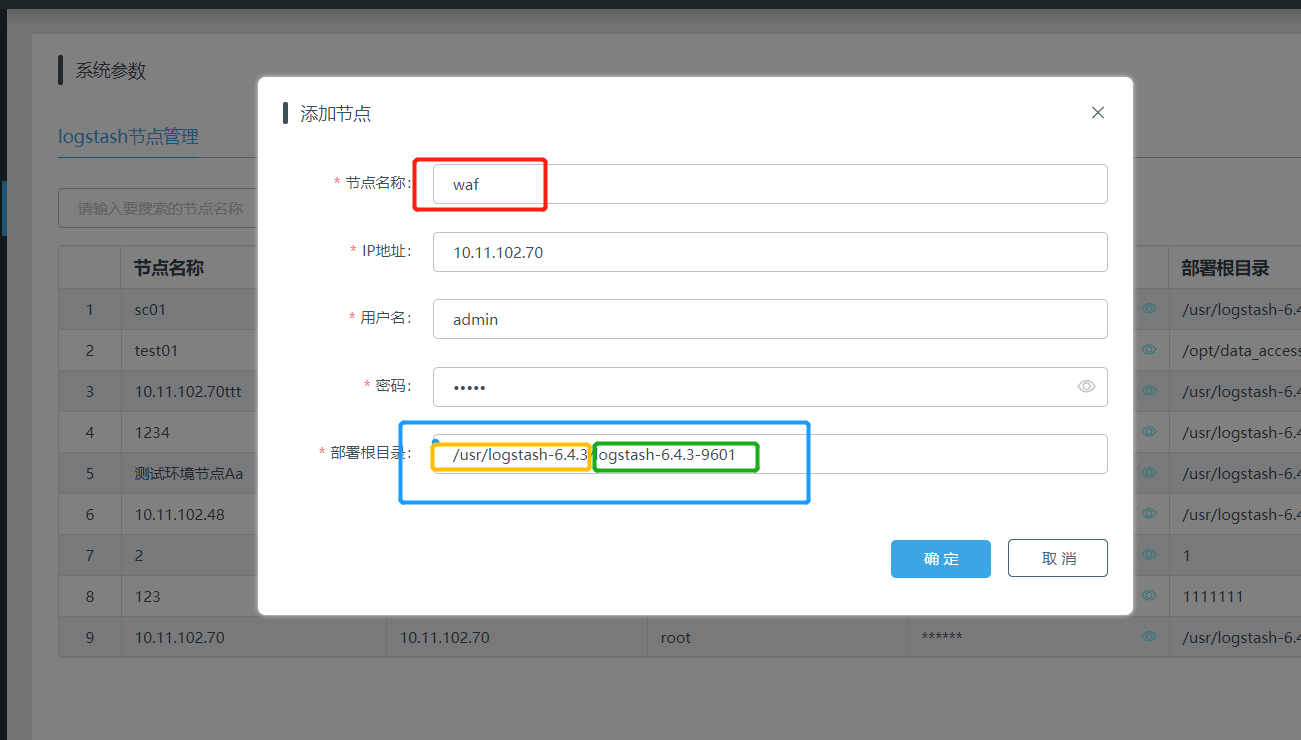 系统参数
logstash节点管理
请输入要搜索的节点名称
节点名称 部署根目录
1 sc01 /usr/logstash-6.4
2 test01 /opt/data_access
3 10.11.102.70ttt /usr/logstash-6.4
4 1234 /usr/logstash-6.4
5 测试环境节点Aa /usr/logstash-6.4
6 10.11.102.48 /usr/logstash-6.4
7 2 1
8 123 1111111
9 10.11.102.70 10.11.102.70 root ****** /usr/logstash-6.4
添加节点
* 节点名称: waf
* IP地址: 10.11.102.70
* 用户名: admin
* 密码: •••••
* 部署根目录: /usr/logstash-6.4.3/logstash-6.4.3-9601
确 定 取 消